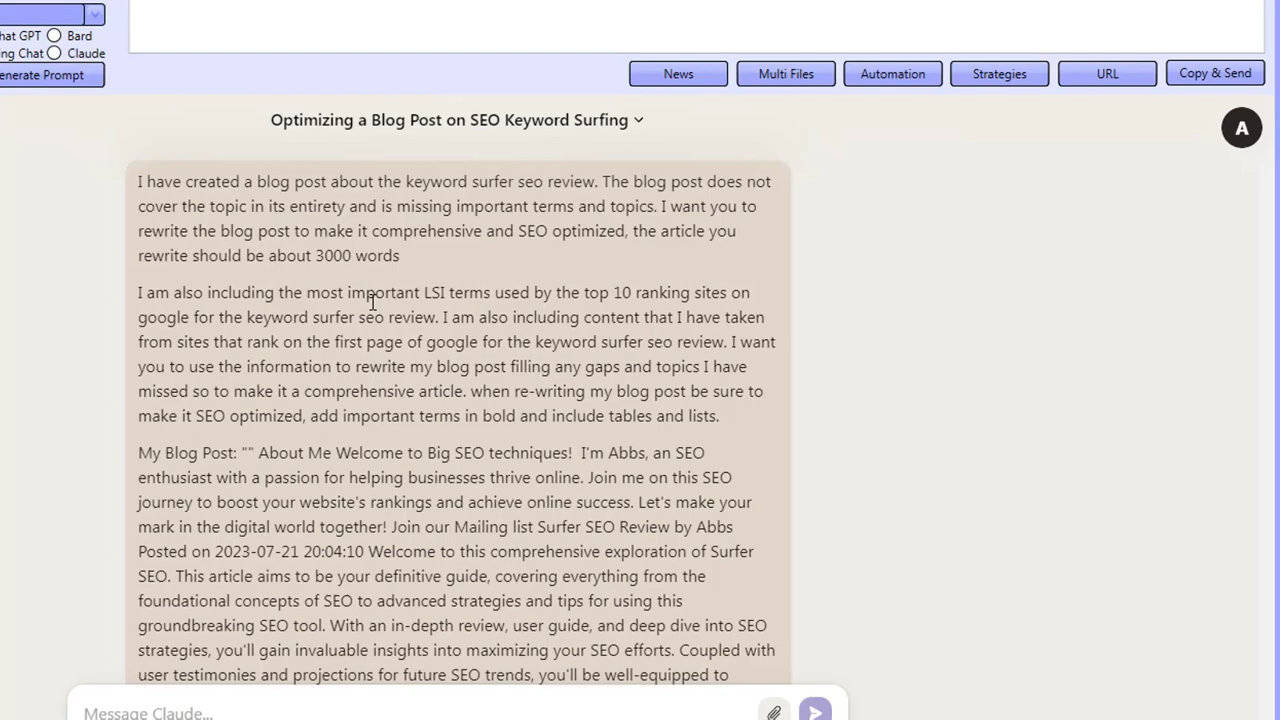 hat GPT Bard
ng Chat Claude
enerate Prompt
News Multi Files Automation Strategies URL Copy & Send
Optimizing a Blog Post on SEO Keyword Surfing
A
I have created a blog post about the keyword surfer seo review. The blog post does not
cover the topic in its entirety and is missing important terms and topics. I want you to
rewrite the blog post to make it comprehensive and SEO optimized, the article you
rewrite should be about 3000 words
I am also including the most important LSI terms used by the top 10 ranking sites on
google for the keyword surfer seo review. I am also including content that I have taken
from sites that rank on the first page of google for the keyword surfer seo review. I want
you to use the information to rewrite my blog post filling any gaps and topics I have
missed so to make it a comprehensive article. when re-writing my blog post be sure to
make it SEO optimized, add important terms in bold and include tables and lists.
My Blog Post: "" About Me Welcome to Big SEO techniques! I'm Abbs, an SEO
enthusiast with a passion for helping businesses thrive online. Join me on this SEO
journey to boost your website's rankings and achieve online success. Let's make your
mark in the digital world together! Join our Mailing list Surfer SEO Review by Abbs
Posted on 2023-07-21 20:04:10 Welcome to this comprehensive exploration of Surfer
SEO. This article aims to be your definitive guide, covering everything from the
foundational concepts of SEO to advanced strategies and tips for using this
groundbreaking SEO tool. With an in-depth review, user guide, and deep dive into SEO
strategies, you'll gain invaluable insights into maximizing your SEO efforts. Coupled with
user testimonies and projections for future SEO trends, you'll be well-equipped to
Message Claude...